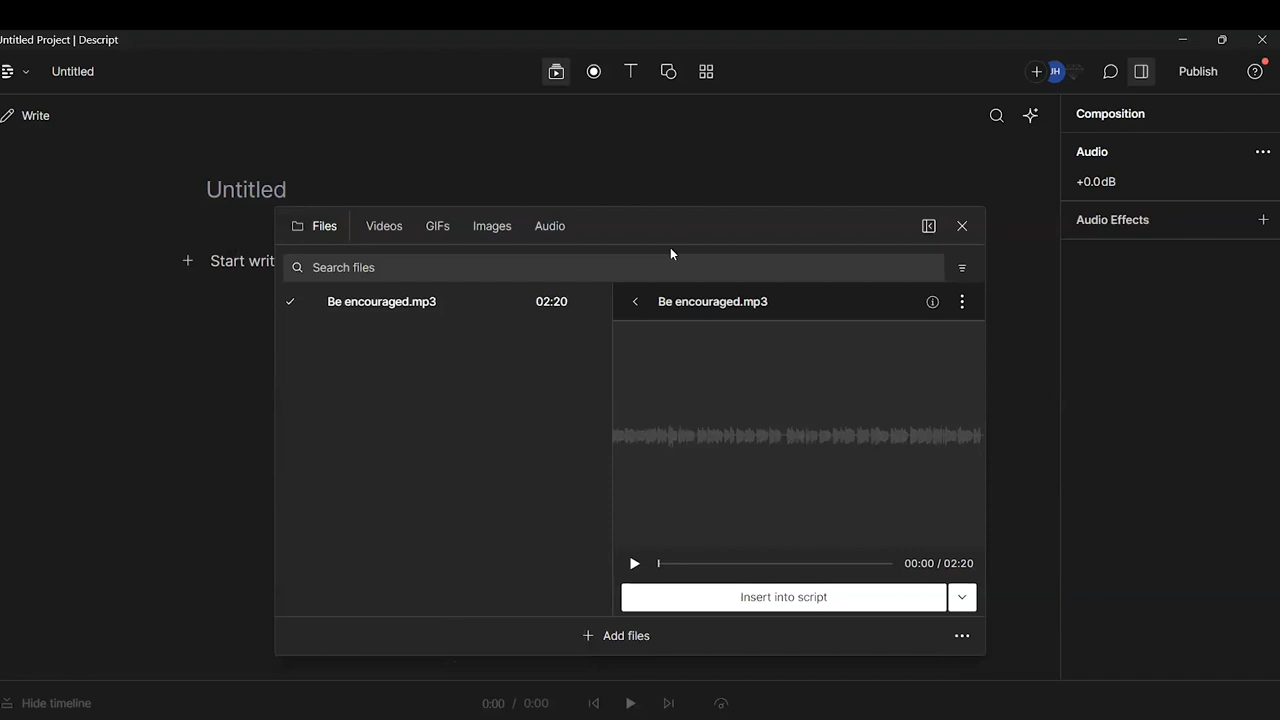 Untitled Project | Descript
Untitled
JH
Publish
Write
Composition
Audio
+0.0dB
Audio Effects
Untitled
Start writ
Files
Videos
GIFs
Images
Audio
Search files
Be encouraged.mp3 02:20
Be encouraged.mp3
00:00 / 02:20
Insert into script
Add files
Hide timeline
0:00 / 0:00